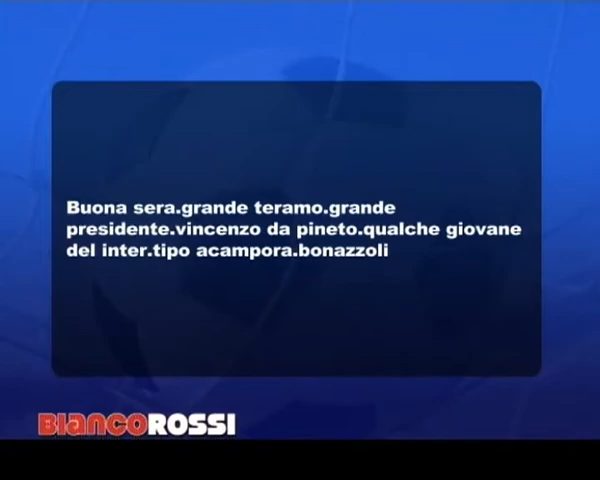 Buona sera.grande teramo.grande
presidente.vincenzo da pineto.qualche giovane
del inter.tipo acampora.bonazzoli
BIANCOROSSI